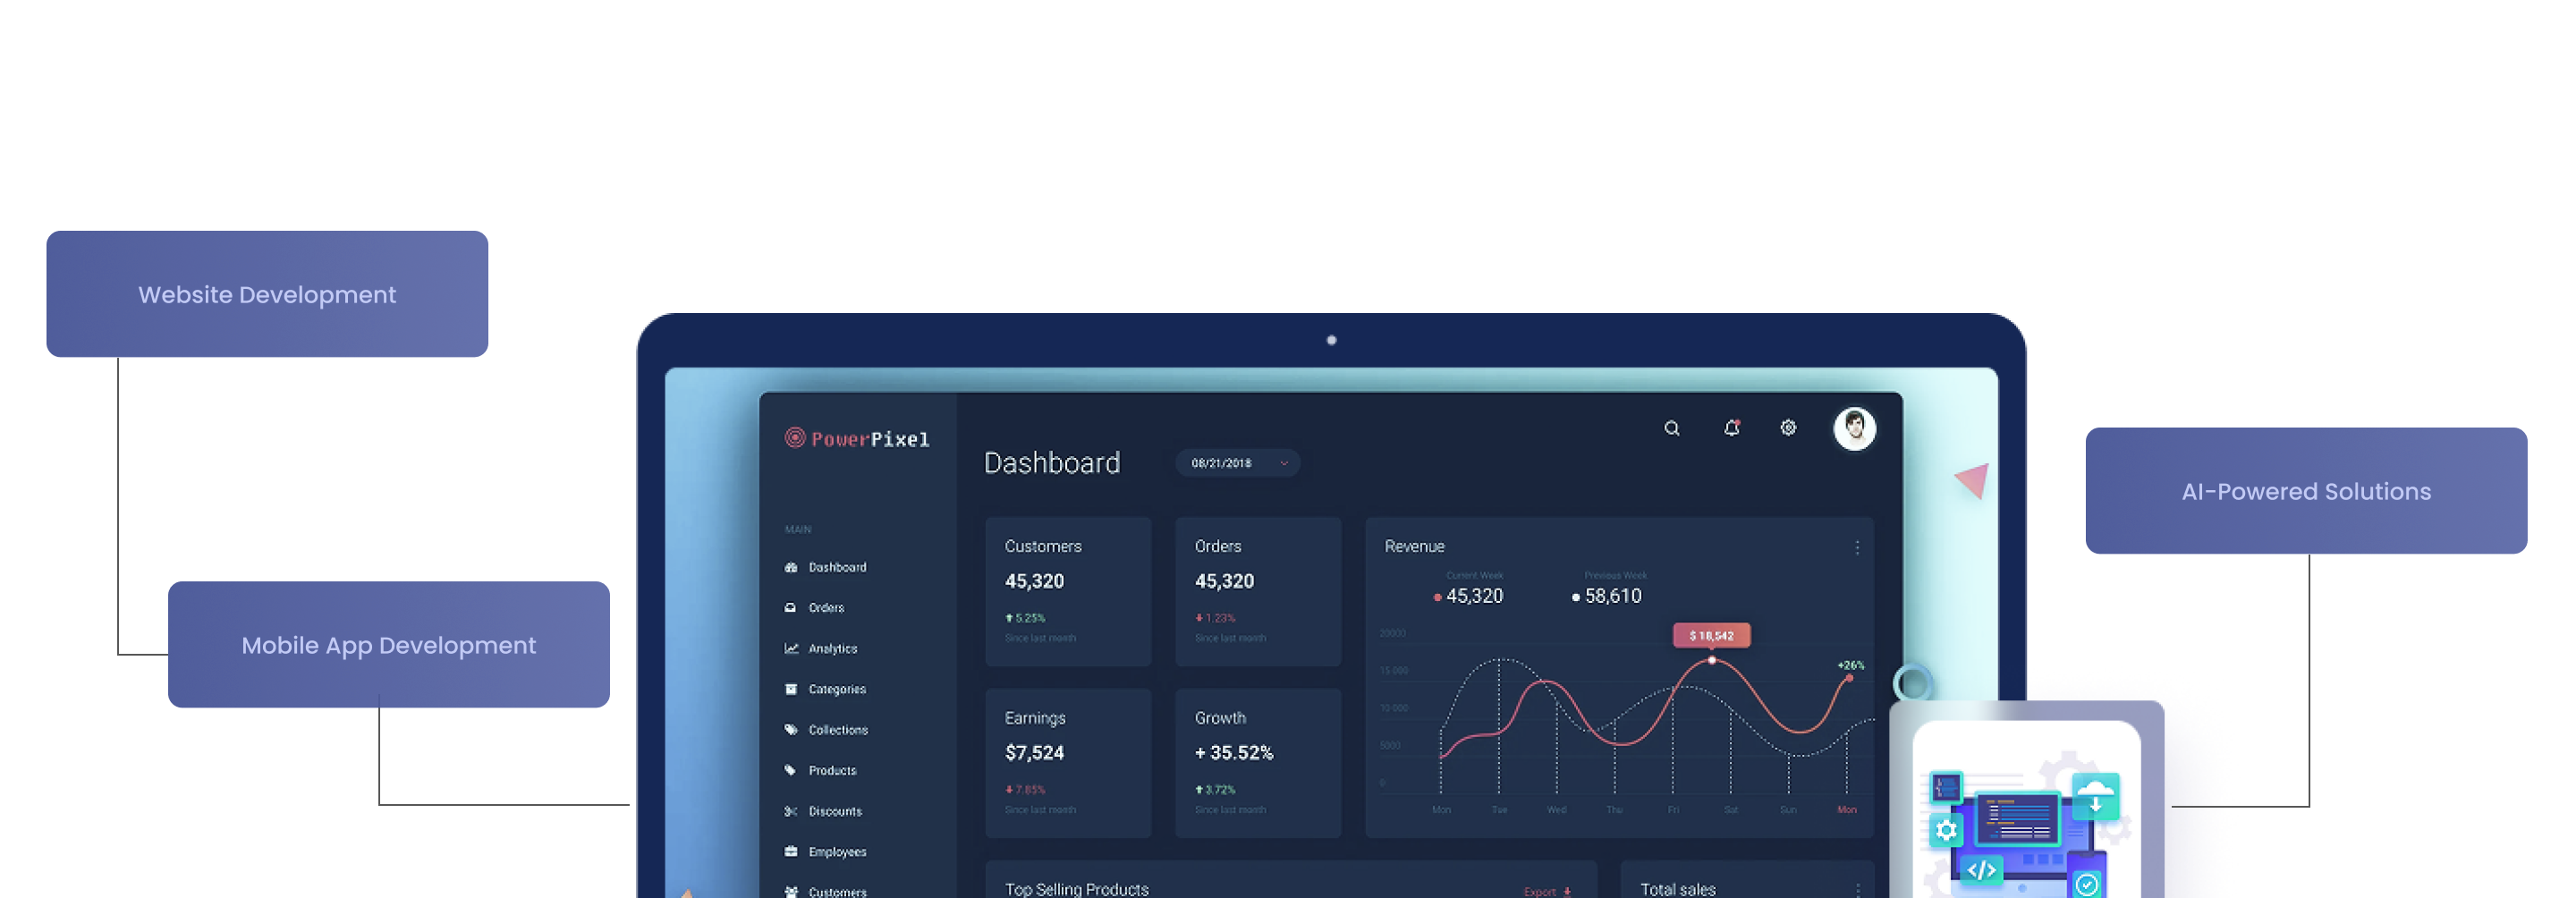 Website Development
Mobile App Development
AI-Powered Solutions
PowerPixel
Dashboard
08/21/2018
MAIN
Dashboard
Orders
Analytics
Categories
Collections
Products
Discounts
Employees
Customers
Customers
45,320
5.25%
Since last month
Orders
45,320
1.23%
Since last month
Earnings
$7,524
7.85%
Since last month
Growth
+ 35.52%
3.72%
Since last month
Revenue
Current Week
45,320
Previous Week
58,610
20000
15 000
10 000
5000
0
$ 18,542
+26%
Mon Tue Wed Thu Fri Sat Sun Mon
Top Selling Products
Export
Total sales